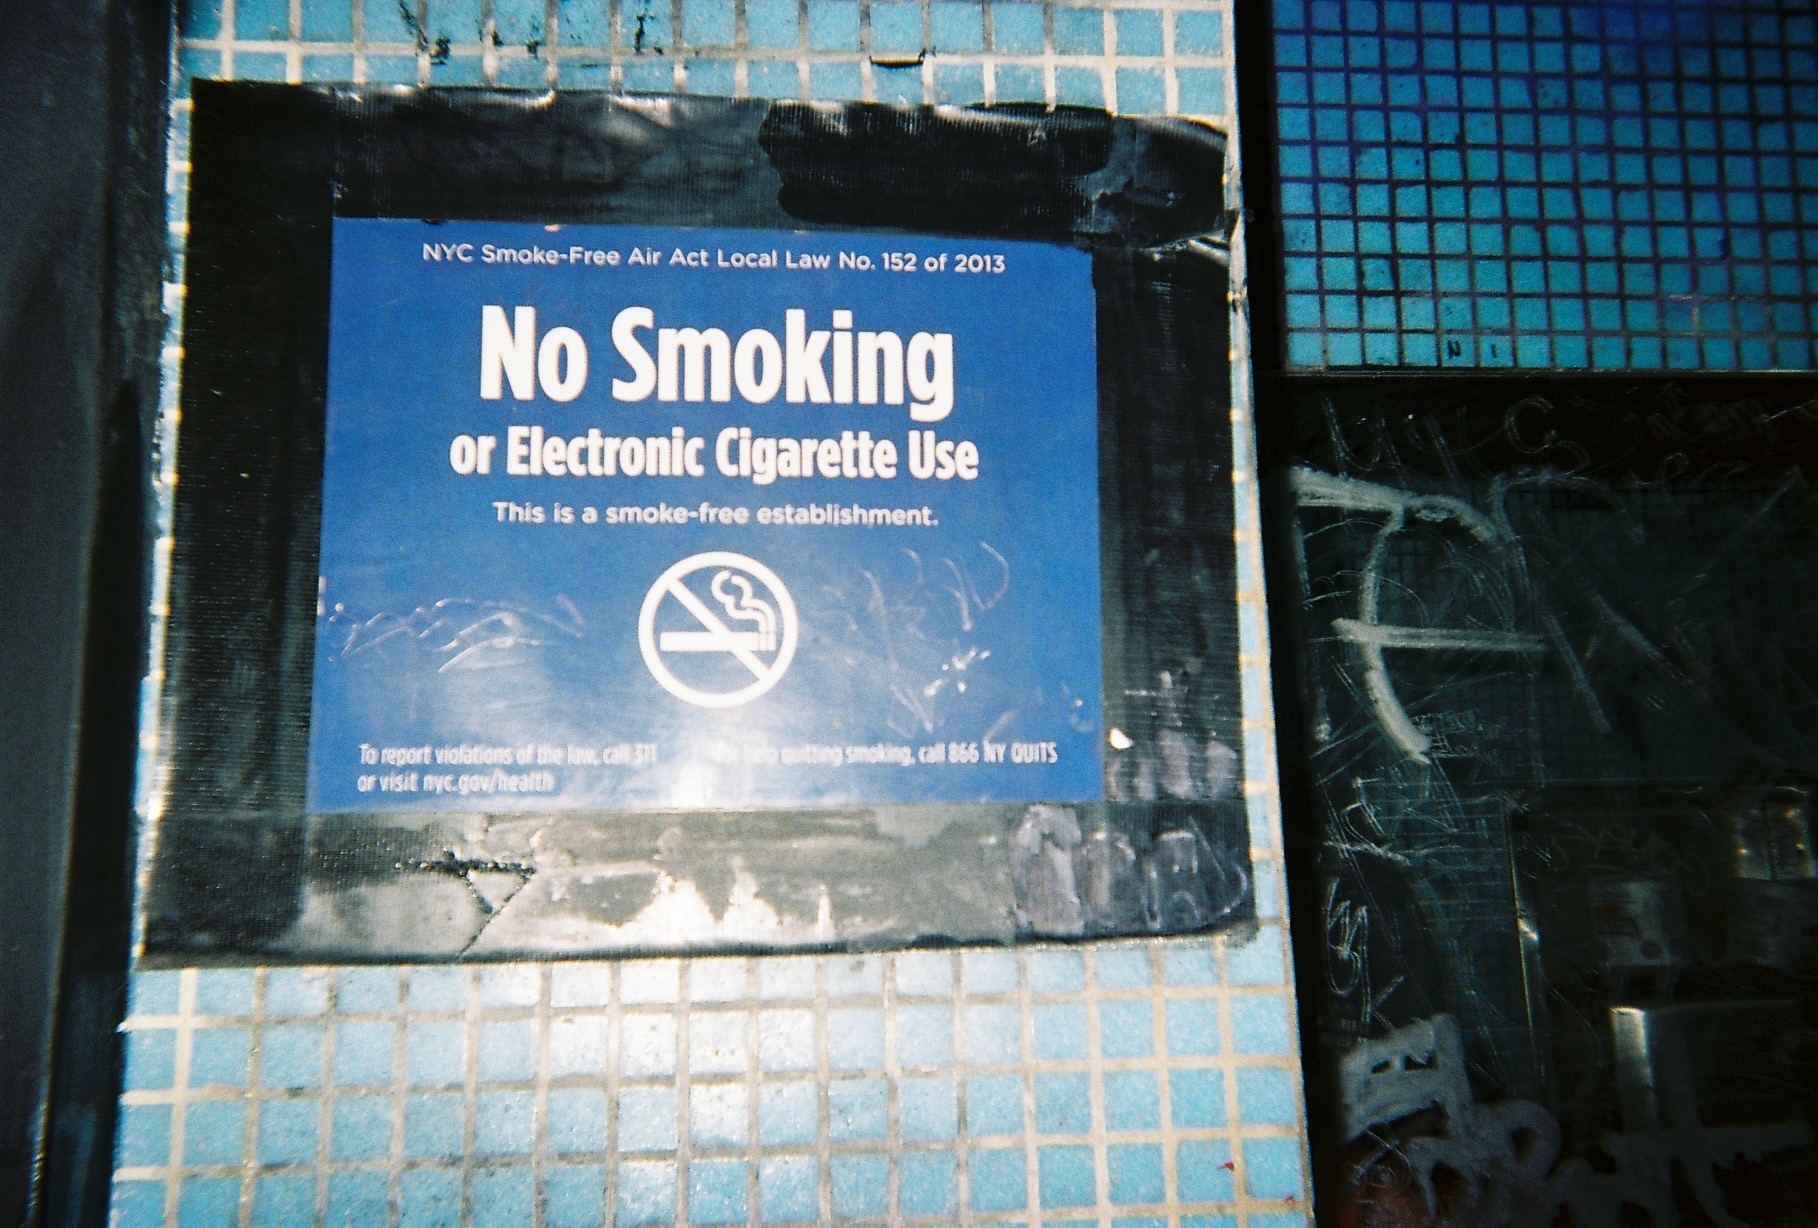 NYC Smoke-Free Air Act Local Law No. 152 of 2013
No Smoking
or Electronic Cigarette Use
This is a smoke-free establishment.
To report violations of the law, call 311
or visit nyc.gov/health
For help quitting smoking, call 866 NY QUITS
N I